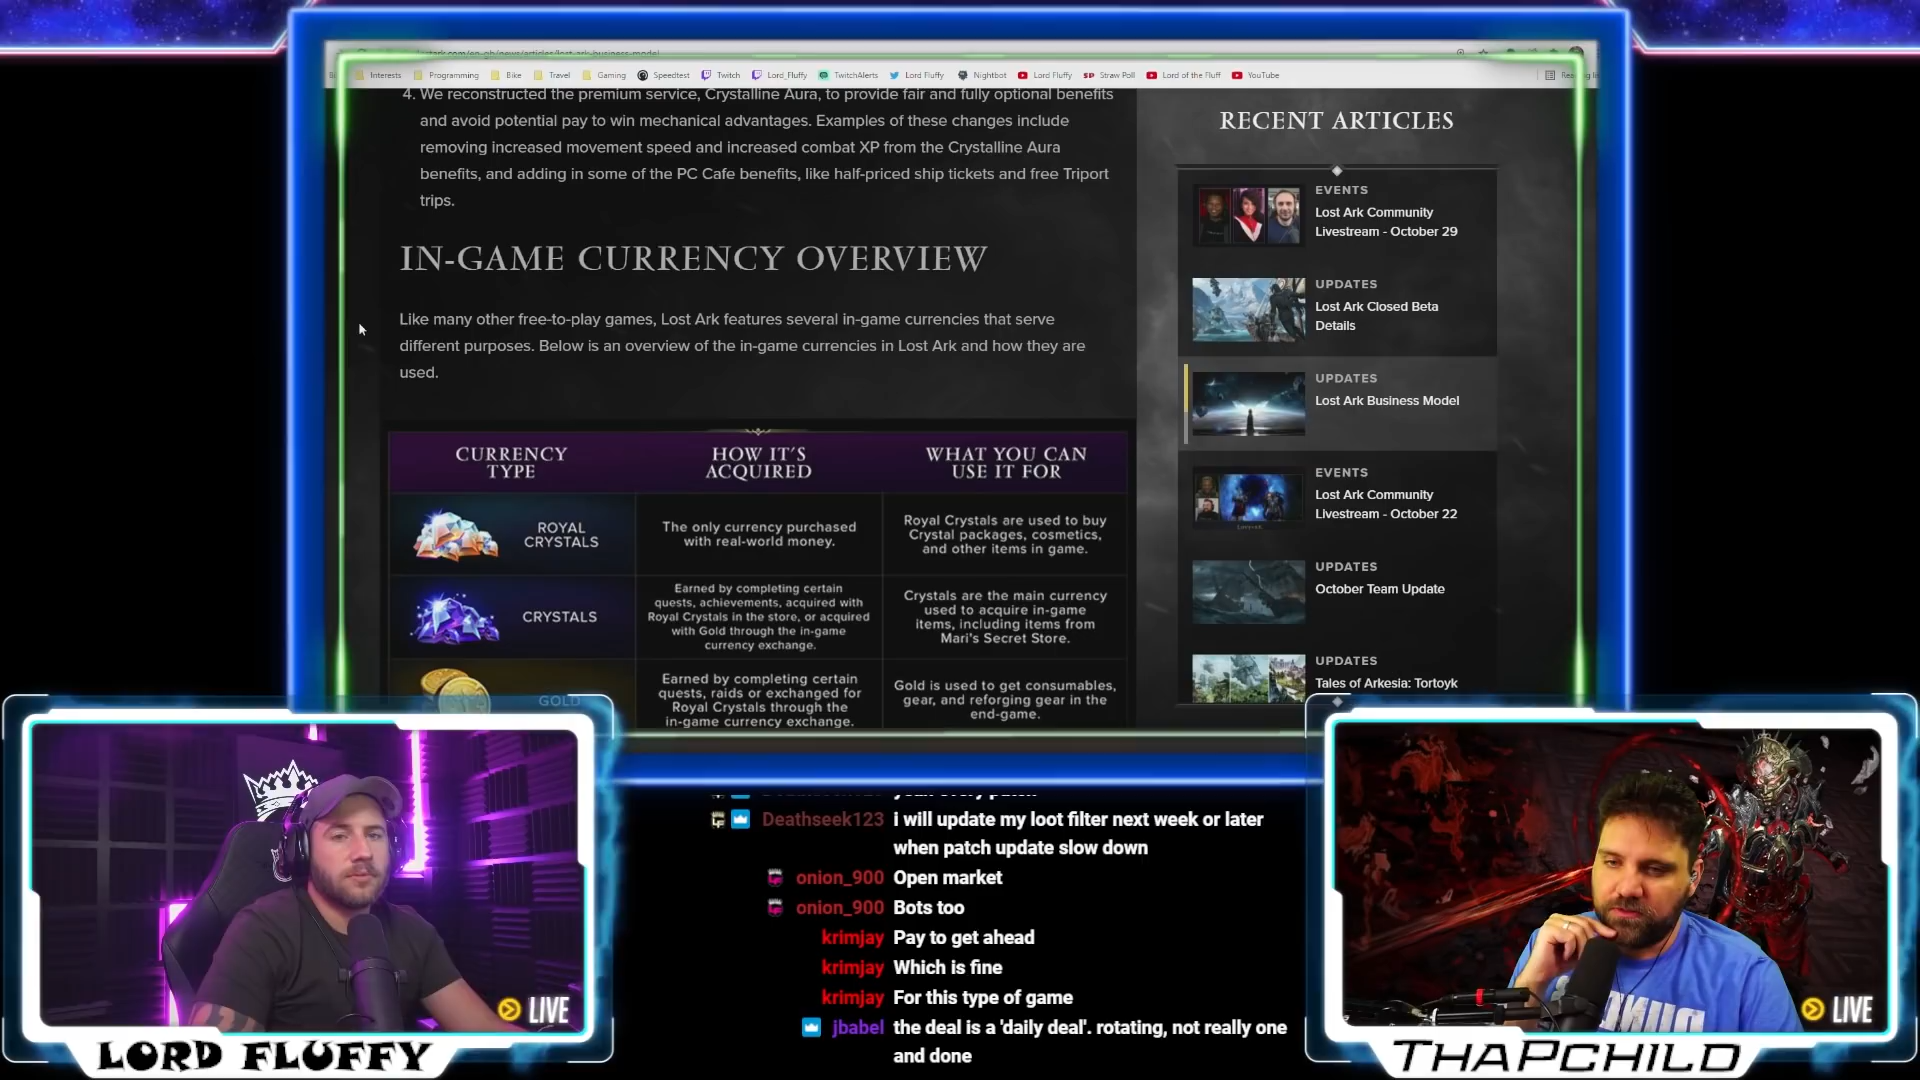 Interests
Programming
Bike
Travel
Gaming
Speedtest
Twitch
Lord_Fluffy
TwitchAlerts
Lord Fluffy
Nightbot
Lord Fluffy
Straw Poll
Lord of the Fluff
YouTube
4. We reconstructed the premium service, Crystalline Aura, to provide fair and fully optional benefits
and avoid potential pay to win mechanical advantages. Examples of these changes include
removing increased movement speed and increased combat XP from the Crystalline Aura
benefits, and adding in some of the PC Cafe benefits, like half-priced ship tickets and free Triport
trips.
IN-GAME CURRENCY OVERVIEW
Like many other free-to-play games, Lost Ark features several in-game currencies that serve
different purposes. Below is an overview of the in-game currencies in Lost Ark and how they are
used.
CURRENCY
TYPE
HOW IT'S
ACQUIRED
WHAT YOU CAN
USE IT FOR
ROYAL
CRYSTALS
The only currency purchased
with real-world money.
Royal Crystals are used to buy
Crystal packages, cosmetics,
and other items in game.
CRYSTALS
Earned by completing certain
quests, achievements, acquired with
Royal Crystals in the store, or acquired
with Gold through the in-game
currency exchange.
Crystals are the main currency
used to acquire in-game
items, including items from
Mari's Secret Store.
GOLD
Earned by completing certain
quests, raids or exchanged for
Royal Crystals through the
in-game currency exchange.
Gold is used to get consumables,
gear, and reforging gear in the
end-game.
RECENT ARTICLES
EVENTS
Lost Ark Community
Livestream - October 29
UPDATES
Lost Ark Closed Beta
Details
UPDATES
Lost Ark Business Model
EVENTS
Lost Ark Community
Livestream - October 22
UPDATES
October Team Update
UPDATES
Tales of Arkesia: Tortoyk
Deathseek123 i will update my loot filter next week or later
when patch update slow down
onion_900 Open market
onion_900 Bots too
krimjay Pay to get ahead
krimjay Which is fine
krimjay For this type of game
jbabel the deal is a 'daily deal'. rotating, not really one
and done
LIVE
LORD FLUFFY
LIVE
THAPCHILD